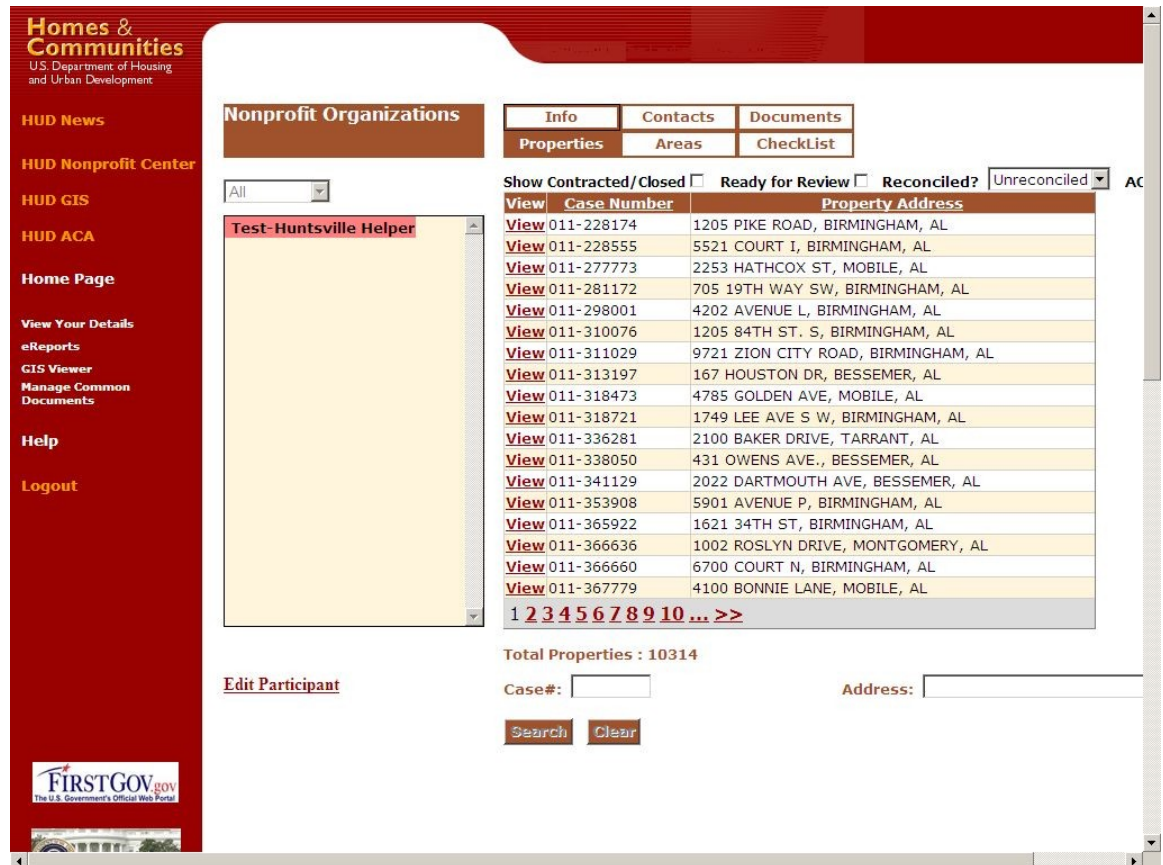 Homes &
Communities
U.S. Department of Housing
and Urban Development
HUD News
HUD Nonprofit Center
HUD GIS
HUD ACA
Home Page
View Your Details
eReports
GIS Viewer
Manage Common
Documents
Help
Logout
FIRSTGOV.gov
The U.S. Government's Official Web Portal
Nonprofit Organizations
All
Test-Huntsville Helper
Edit Participant
Info Contacts Documents
Properties Areas CheckList
Show Contracted/Closed Ready for Review Reconciled? Unreconciled AC
View Case Number Property Address
View 011-228174 1205 PIKE ROAD, BIRMINGHAM, AL
View 011-228555 5521 COURT I, BIRMINGHAM, AL
View 011-277773 2253 HATHCOX ST, MOBILE, AL
View 011-281172 705 19TH WAY SW, BIRMINGHAM, AL
View 011-298001 4202 AVENUE L, BIRMINGHAM, AL
View 011-310076 1205 84TH ST. S, BIRMINGHAM, AL
View 011-311029 9721 ZION CITY ROAD, BIRMINGHAM, AL
View 011-313197 167 HOUSTON DR, BESSEMER, AL
View 011-318473 4785 GOLDEN AVE, MOBILE, AL
View 011-318721 1749 LEE AVE S W, BIRMINGHAM, AL
View 011-336281 2100 BAKER DRIVE, TARRANT, AL
View 011-338050 431 OWENS AVE., BESSEMER, AL
View 011-341129 2022 DARTMOUTH AVE, BESSEMER, AL
View 011-353908 5901 AVENUE P, BIRMINGHAM, AL
View 011-365922 1621 34TH ST, BIRMINGHAM, AL
View 011-366636 1002 ROSLYN DRIVE, MONTGOMERY, AL
View 011-366660 6700 COURT N, BIRMINGHAM, AL
View 011-367779 4100 BONNIE LANE, MOBILE, AL
1 2 3 4 5 6 7 8 9 10 ... >>
Total Properties : 10314
Case#: Address:
Search Clear